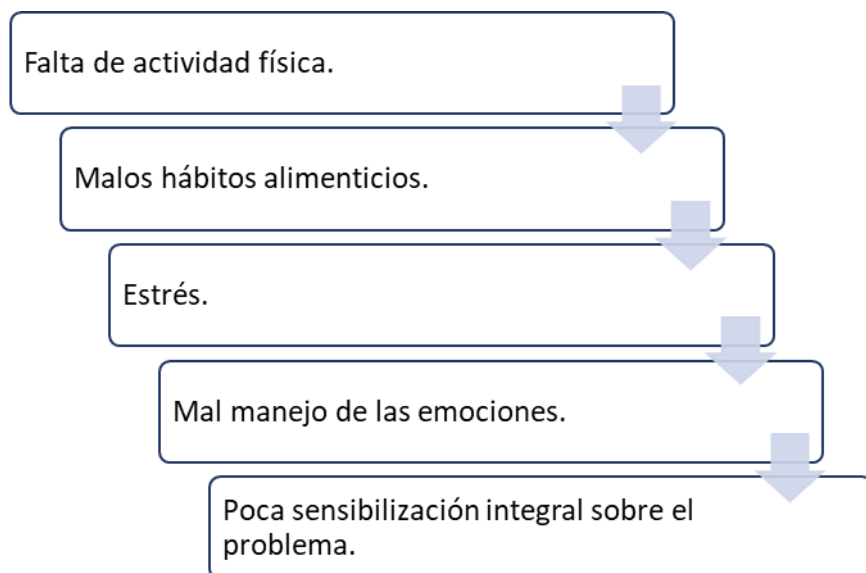 Falta de actividad física.
Malos hábitos alimenticios.
Estrés.
Mal manejo de las emociones.
Poca sensibilización integral sobre el
problema.